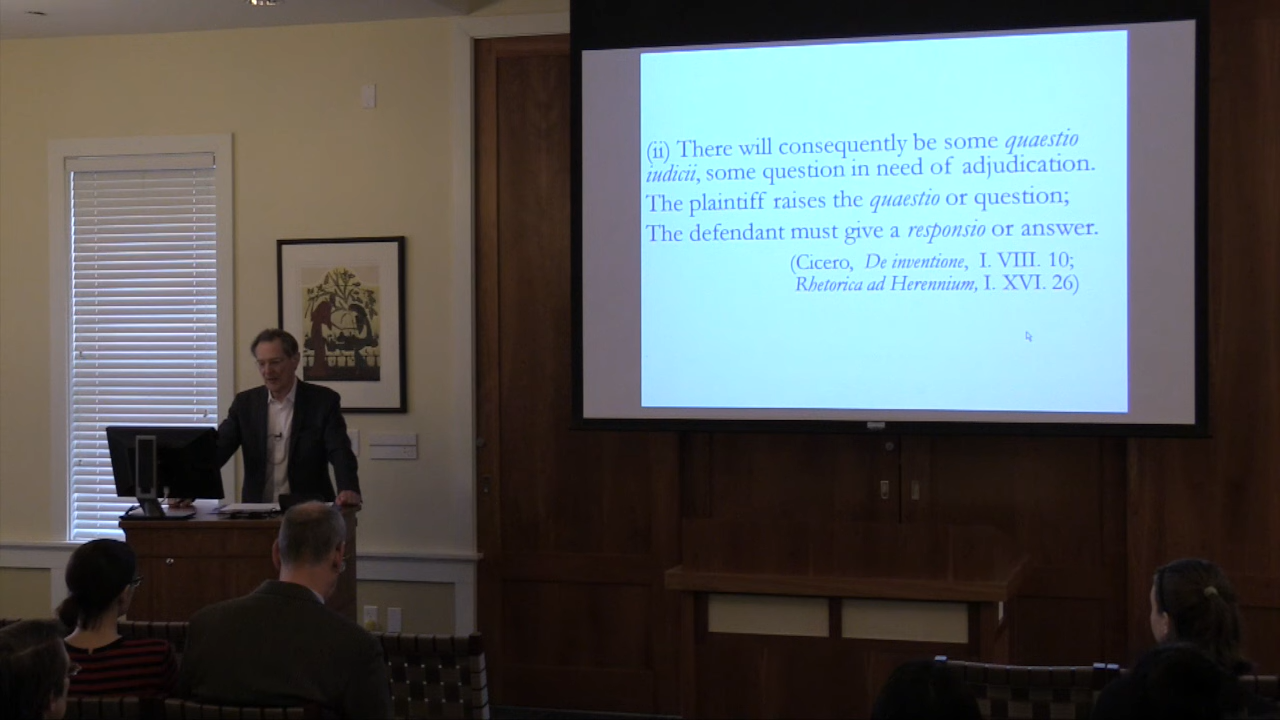 (ii) There will consequently be some quaestio
iudicii, some question in need of adjudication.
The plaintiff raises the quaestio or question;
The defendant must give a responsio or answer.
(Cicero, De inventione, I. VIII. 10;
Rhetorica ad Herennium, I. XVI. 26)